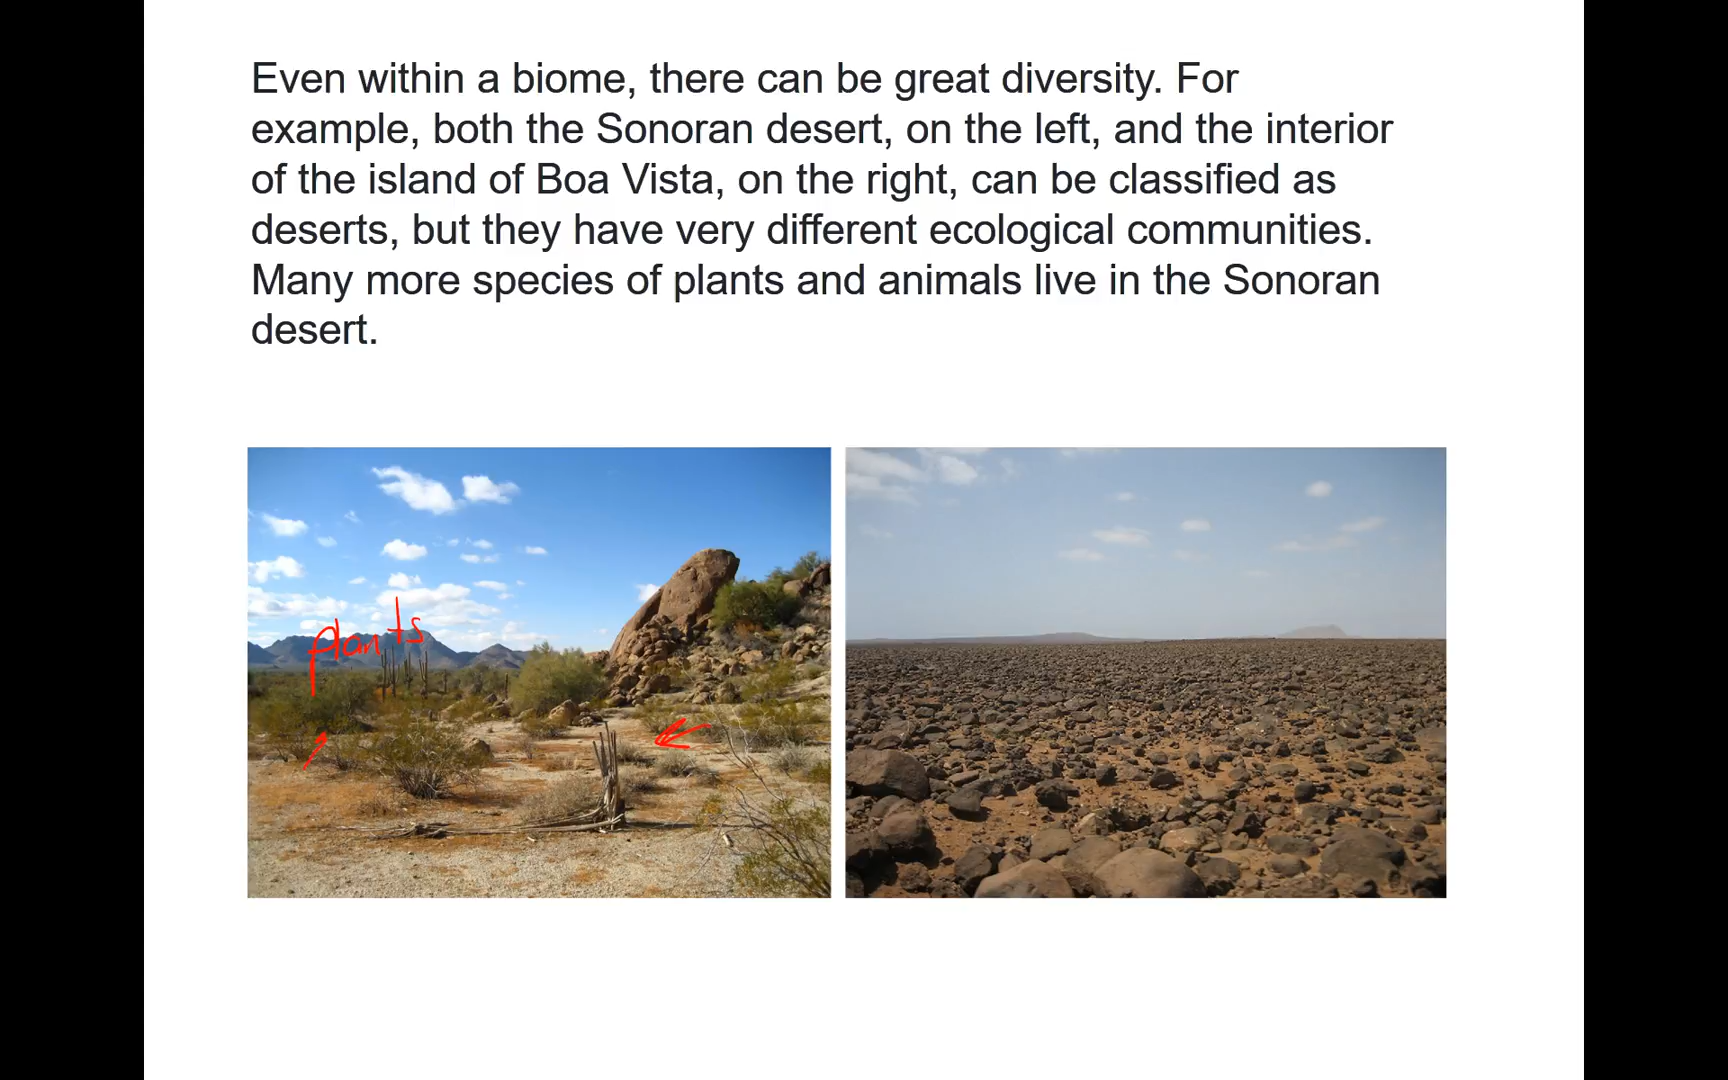 Even within a biome, there can be great diversity. For
example, both the Sonoran desert, on the left, and the interior
of the island of Boa Vista, on the right, can be classified as
deserts, but they have very different ecological communities.
Many more species of plants and animals live in the Sonoran
desert.
plants